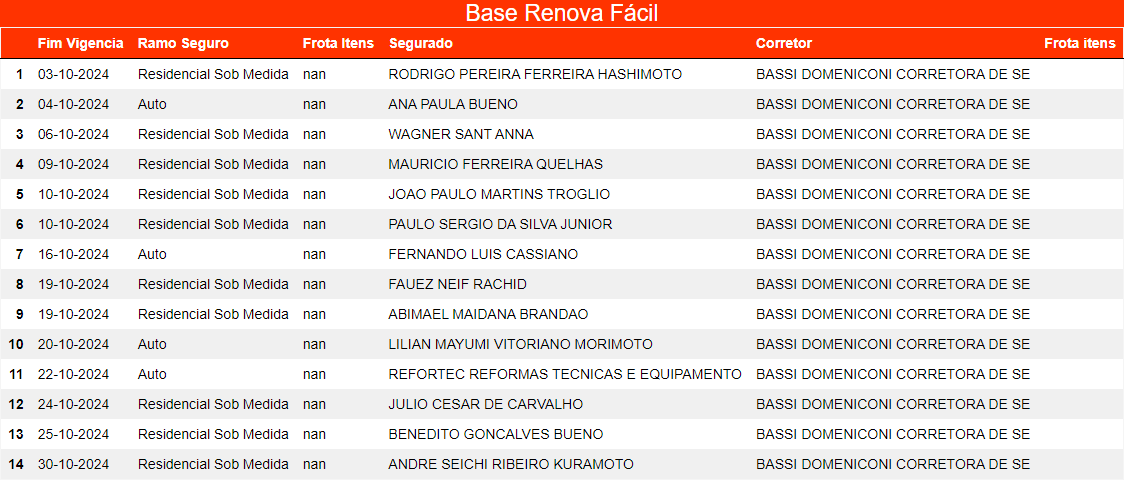 Base Renova Fácil
Fim Vigencia Ramo Seguro Frota Itens Segurado Corretor Frota itens
1 03-10-2024 Residencial Sob Medida nan RODRIGO PEREIRA FERREIRA HASHIMOTO BASSI DOMENICONI CORRETORA DE SE
2 04-10-2024 Auto nan ANA PAULA BUENO BASSI DOMENICONI CORRETORA DE SE
3 06-10-2024 Residencial Sob Medida nan WAGNER SANT ANNA BASSI DOMENICONI CORRETORA DE SE
4 09-10-2024 Residencial Sob Medida nan MAURICIO FERREIRA QUELHAS BASSI DOMENICONI CORRETORA DE SE
5 10-10-2024 Residencial Sob Medida nan JOAO PAULO MARTINS TROGLIO BASSI DOMENICONI CORRETORA DE SE
6 10-10-2024 Residencial Sob Medida nan PAULO SERGIO DA SILVA JUNIOR BASSI DOMENICONI CORRETORA DE SE
7 16-10-2024 Auto nan FERNANDO LUIS CASSIANO BASSI DOMENICONI CORRETORA DE SE
8 19-10-2024 Residencial Sob Medida nan FAUEZ NEIF RACHID BASSI DOMENICONI CORRETORA DE SE
9 19-10-2024 Residencial Sob Medida nan ABIMAEL MAIDANA BRANDAO BASSI DOMENICONI CORRETORA DE SE
10 20-10-2024 Auto nan LILIAN MAYUMI VITORIANO MORIMOTO BASSI DOMENICONI CORRETORA DE SE
11 22-10-2024 Auto nan REFORTEC REFORMAS TECNICAS E EQUIPAMENTO BASSI DOMENICONI CORRETORA DE SE
12 24-10-2024 Residencial Sob Medida nan JULIO CESAR DE CARVALHO BASSI DOMENICONI CORRETORA DE SE
13 25-10-2024 Residencial Sob Medida nan BENEDITO GONCALVES BUENO BASSI DOMENICONI CORRETORA DE SE
14 30-10-2024 Residencial Sob Medida nan ANDRE SEICHI RIBEIRO KURAMOTO BASSI DOMENICONI CORRETORA DE SE